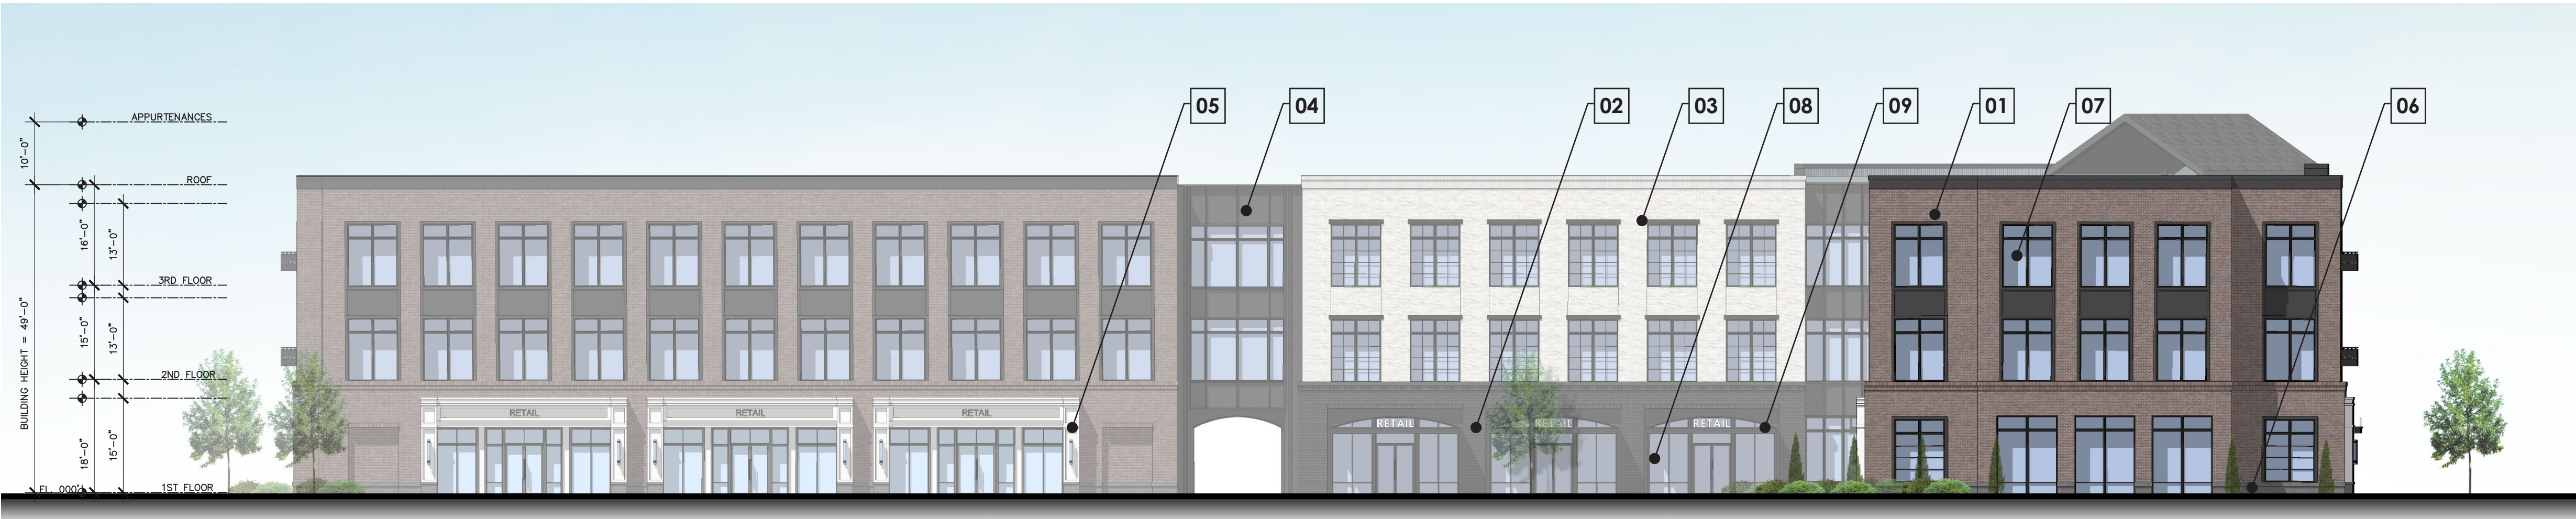 05
04
02
03
08
09
01
07
06
APPURTENANCES
10'-0"
ROOF
16'-0"
13'-0"
3RD FLOOR
BUILDING HEIGHT = 49'-0"
15'-0"
13'-0"
2ND FLOOR
18'-0"
15'-0"
EL. 000'
1ST FLOOR
RETAIL
RETAIL
RETAIL
RETAIL
RETAIL
RETAIL